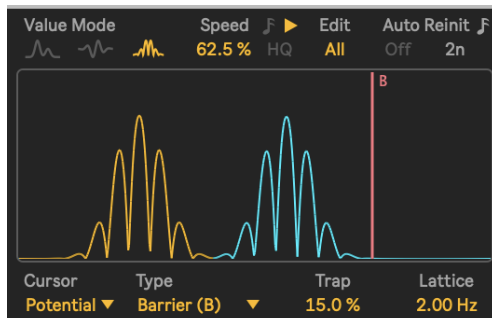 Value Mode Speed Edit Auto Reinit
62.5 % HQ All Off 2n
B
Cursor Type Trap Lattice
Potential Barrier (B) 15.0 % 2.00 Hz